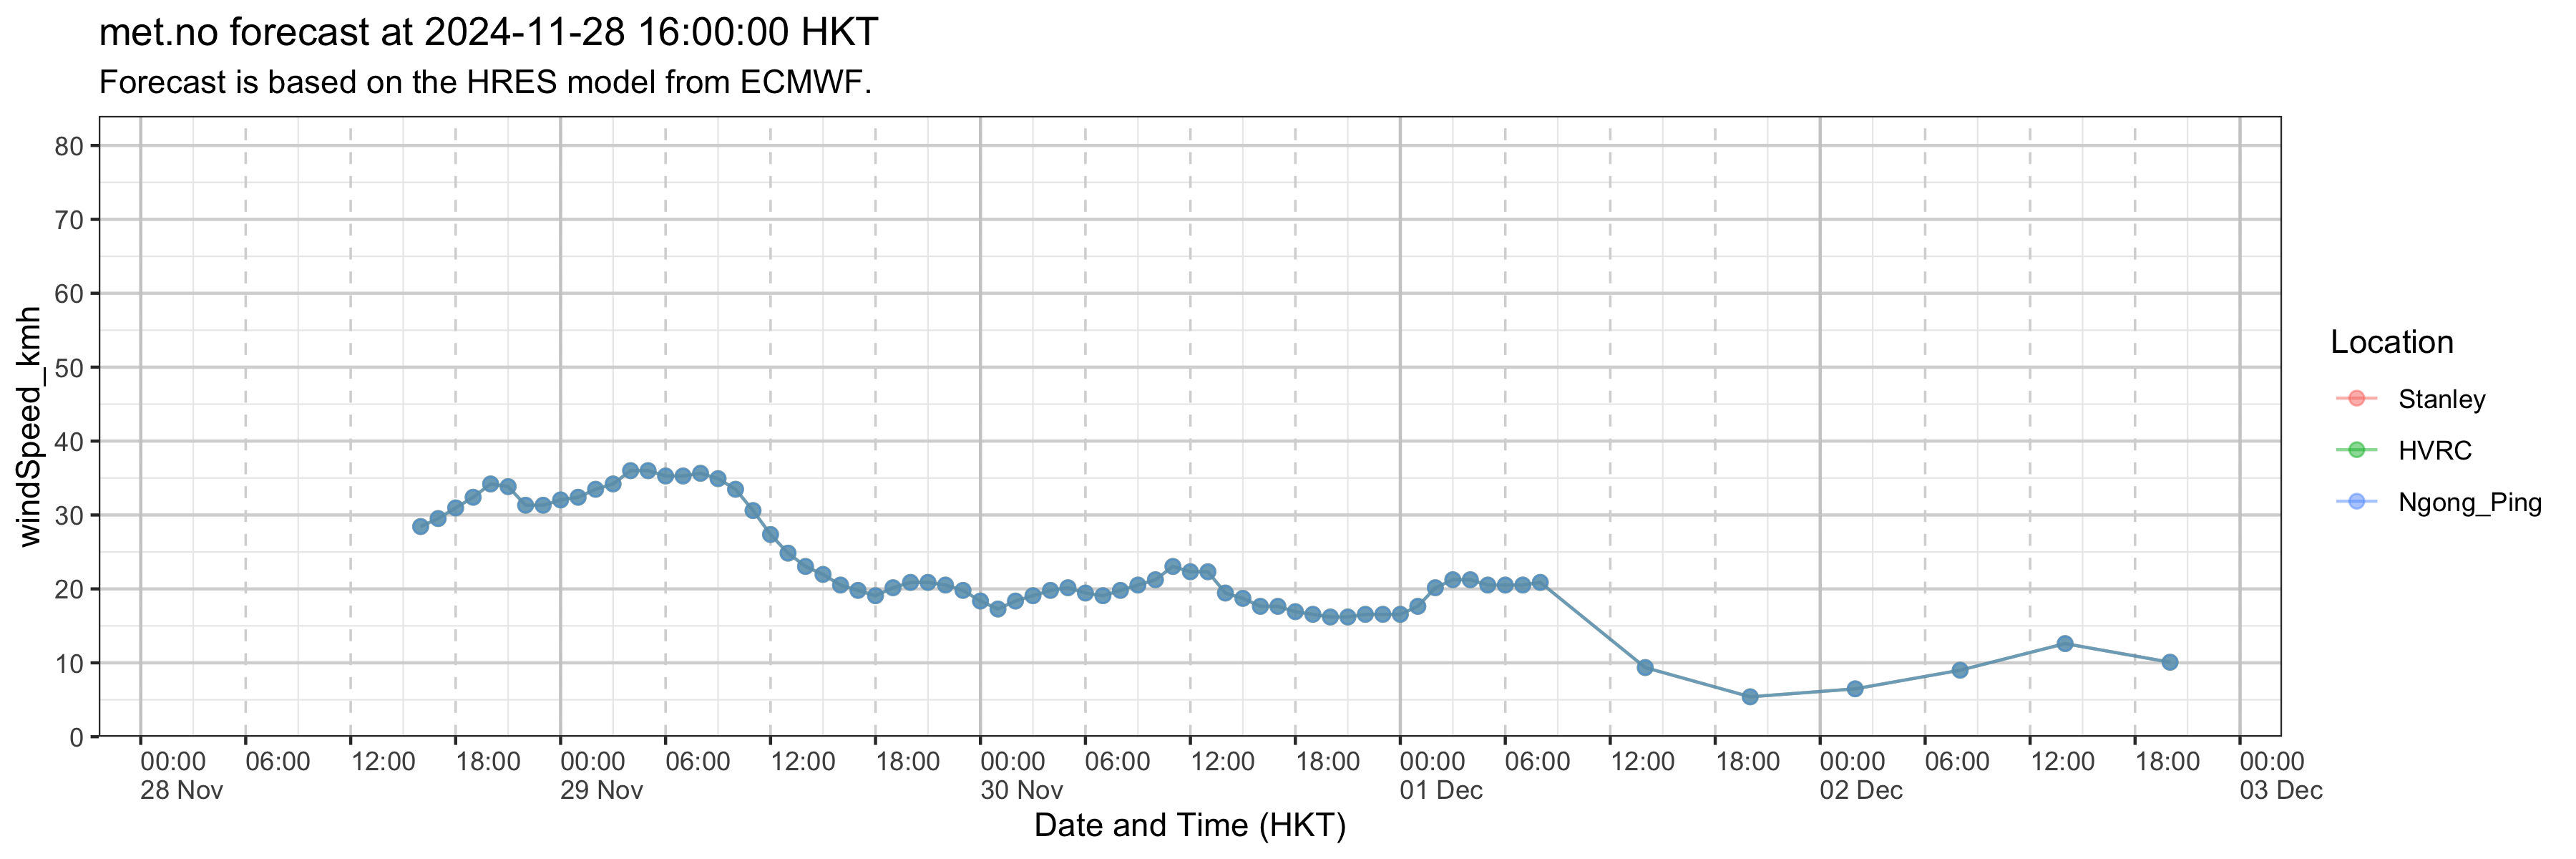 met.no forecast at 2024-11-28 16:00:00 HKT
Forecast is based on the HRES model from ECMWF.
80
70
60
50
40
30
20
10
0
windSpeed_kmh
00:00 06:00 12:00 18:00 00:00 06:00 12:00 18:00 00:00 06:00 12:00 18:00 00:00 06:00 12:00 18:00 00:00 06:00 12:00 18:00 00:00
28 Nov 29 Nov 30 Nov 01 Dec 02 Dec 03 Dec
Date and Time (HKT)
Location
Stanley
HVRC
Ngong_Ping